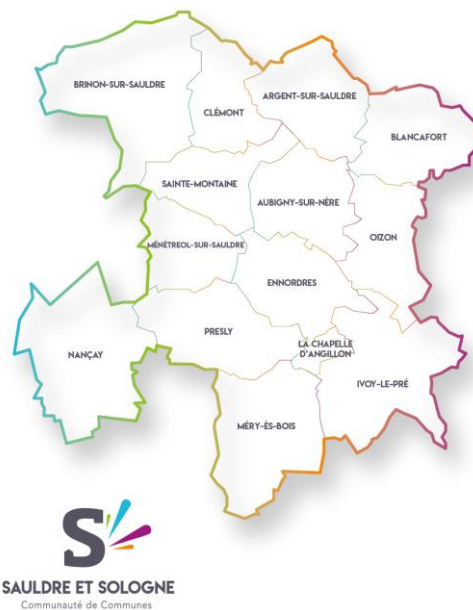 BRINON-SUR-SAULDRE
CLÉMONT
ARGENT-SUR-SAULDRE
BLANCAFORT
SAINTE-MONTAINE
AUBIGNY-SUR-NÈRE
OIZON
MÉNÉTREOL-SUR-SAULDRE
ENNORDRES
PRESLY
LA CHAPELLE
D'ANGILLON
NANÇAY
IVOY-LE-PRÉ
MÉRY-ÈS-BOIS
S
SAULDRE ET SOLOGNE
Communauté de Communes